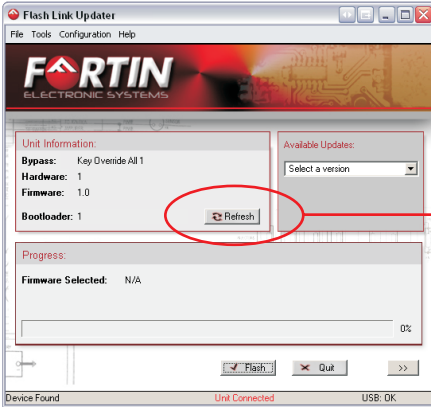 Flash Link Updater
File Tools Configuration Help
FORTIN
ELECTRONIC SYSTEMS
Unit Information:
Bypass: Key Override All 1
Hardware: 1
Firmware: 1.0
Bootloader: 1
Refresh
Available Updates:
Select a version
Progress:
Firmware Selected: N/A
0%
Flash
Quit
>>
Device Found
Unit Connected
USB: OK